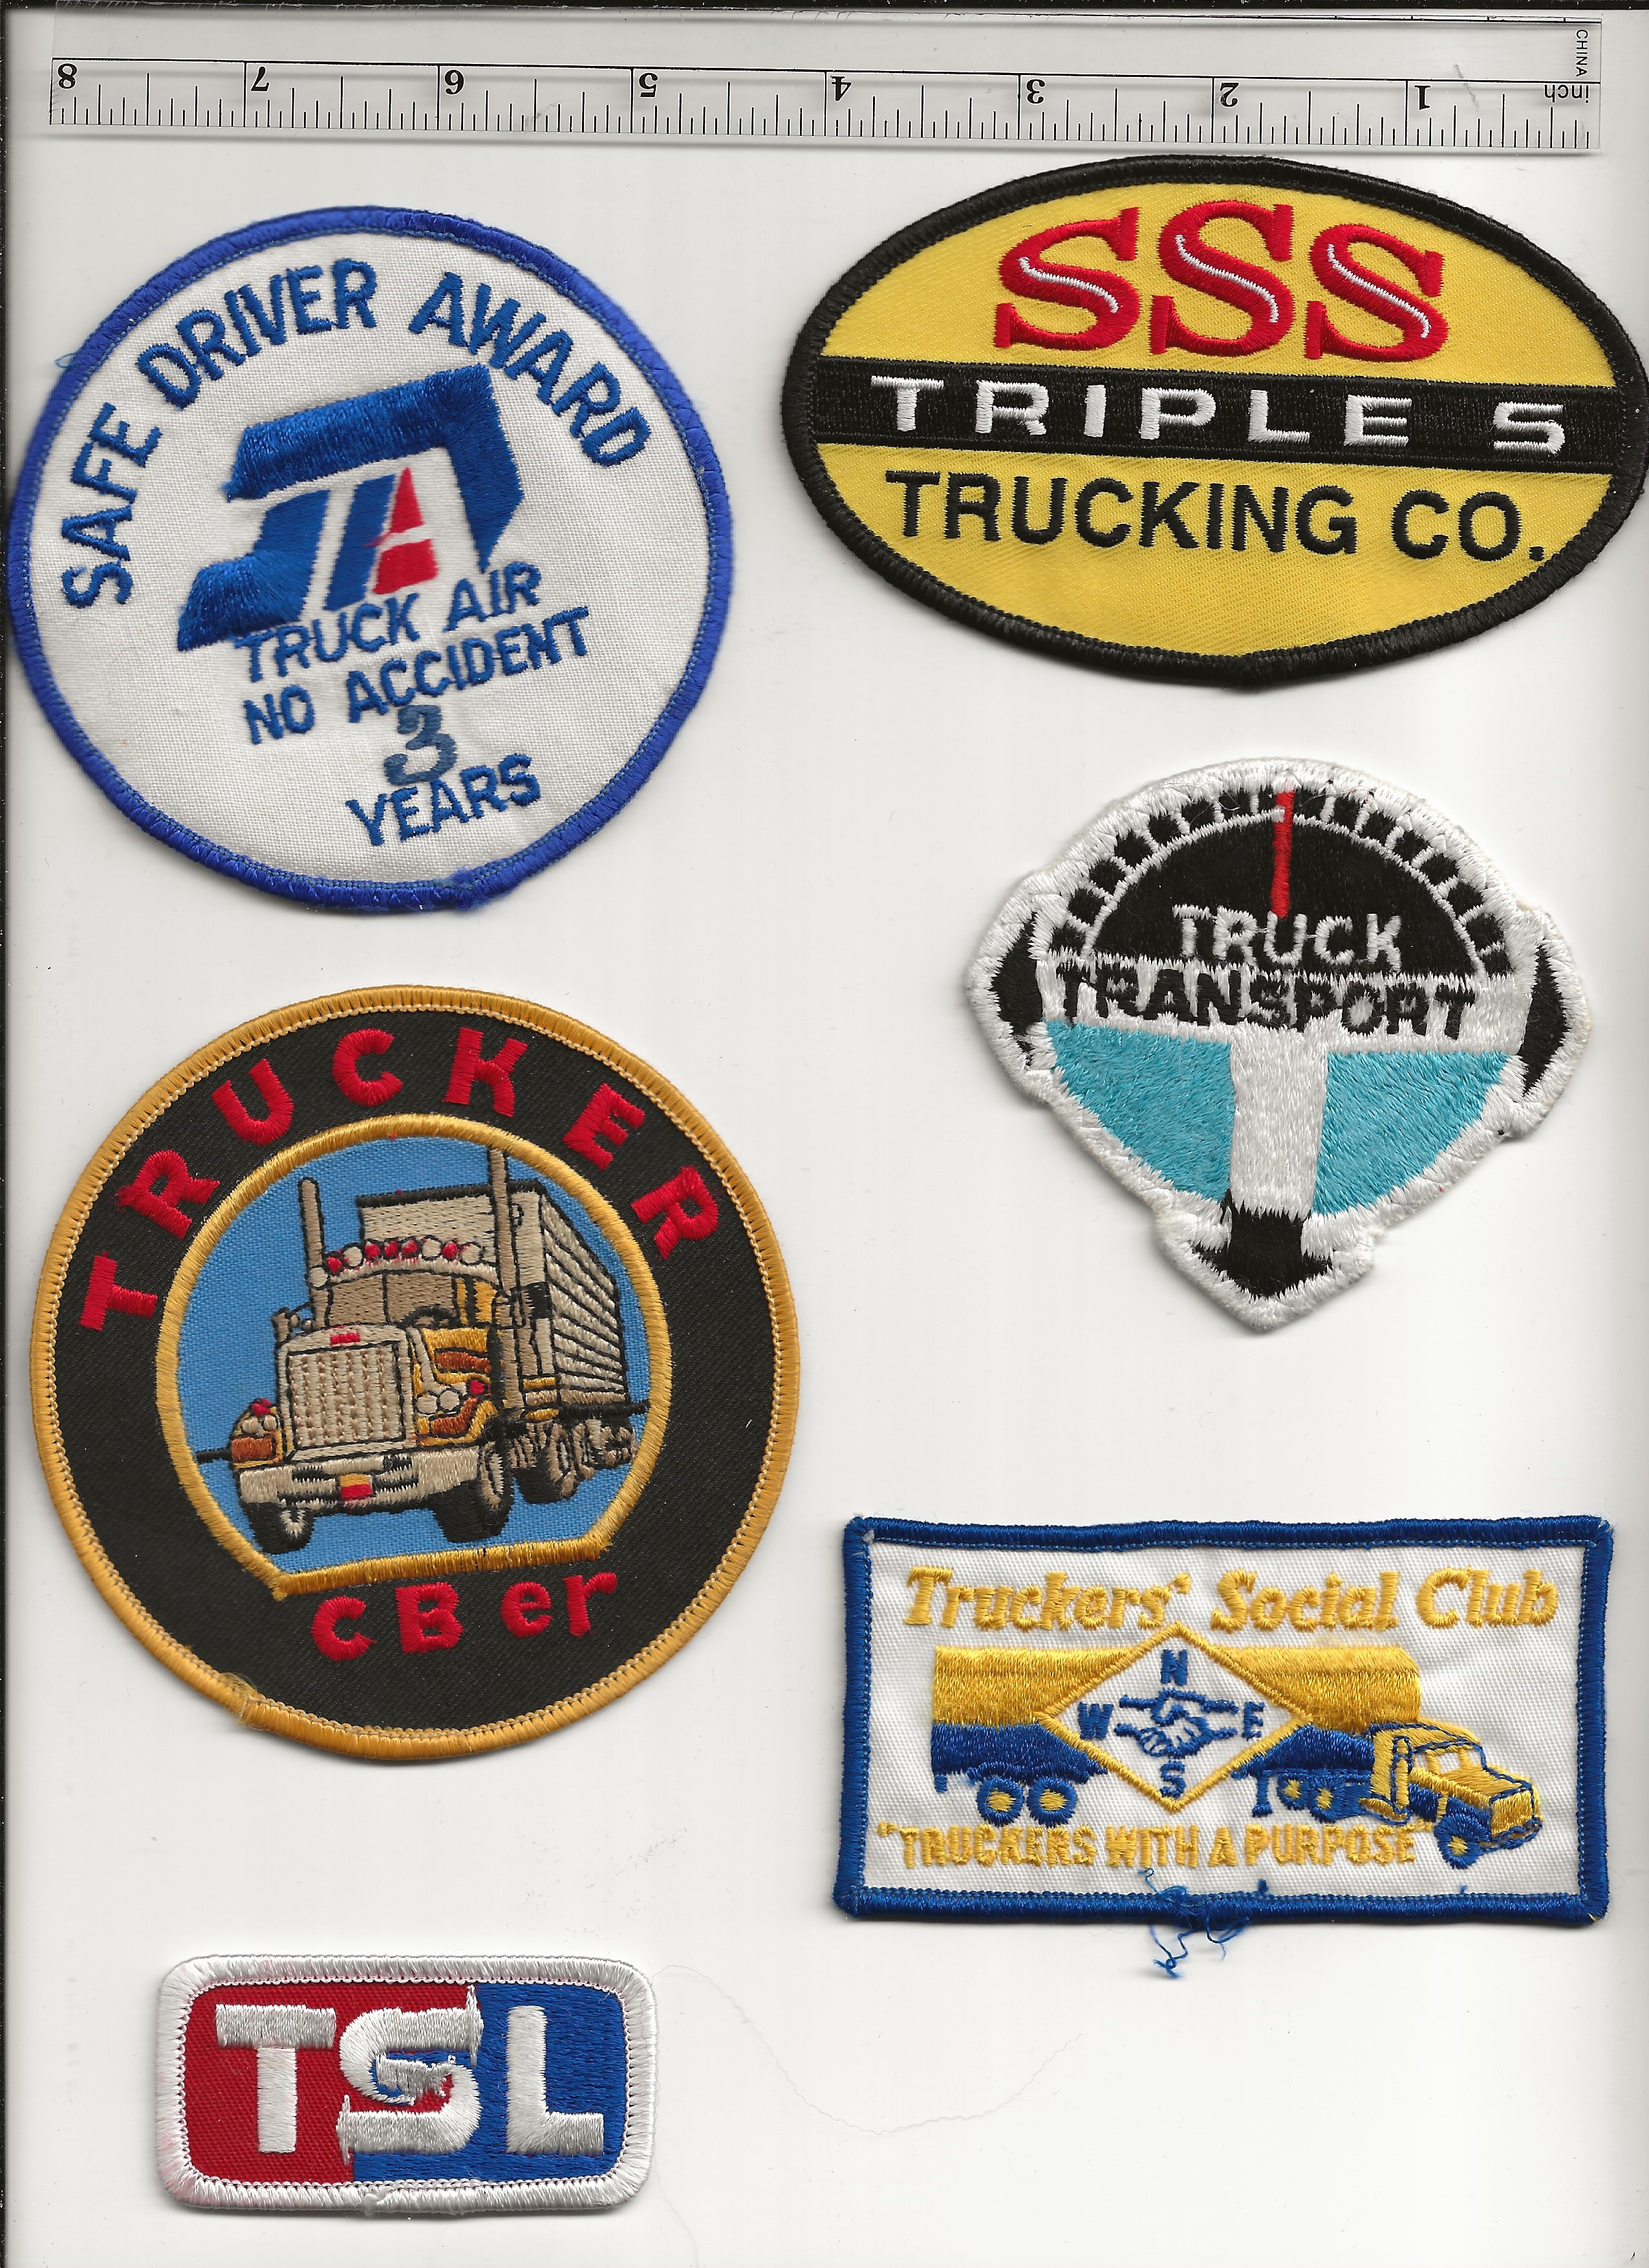 CHINA
inch
8 7 6 5 4 3 2 1
SAFE DRIVER AWARD
TA
TRUCK AIR
NO ACCIDENT
3
YEARS
SSS
TRIPLE S
TRUCKING CO.
TRUCK
TRANSPORT
TRUCKER
CB er
Truckers' Social Club
N
W E
S
"TRUCKERS WITH A PURPOSE"
TSL